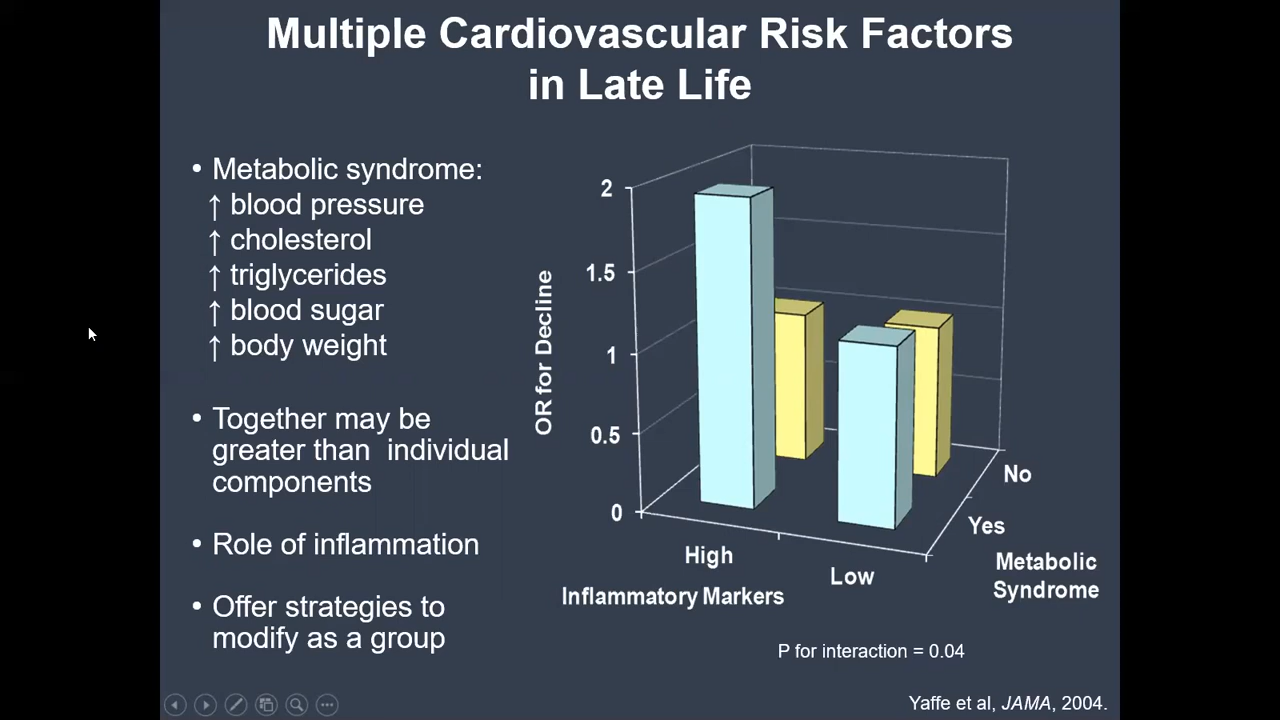 Multiple Cardiovascular Risk Factors
in Late Life
• Metabolic syndrome:
↑ blood pressure
↑ cholesterol
↑ triglycerides
↑ blood sugar
↑ body weight
• Together may be
greater than  individual
components
• Role of inflammation
• Offer strategies to
modify as a group
OR for Decline
2
1.5
1
0.5
0
High
Low
Inflammatory Markers
No
Yes
Metabolic
Syndrome
P for interaction = 0.04
Yaffe et al, JAMA, 2004.